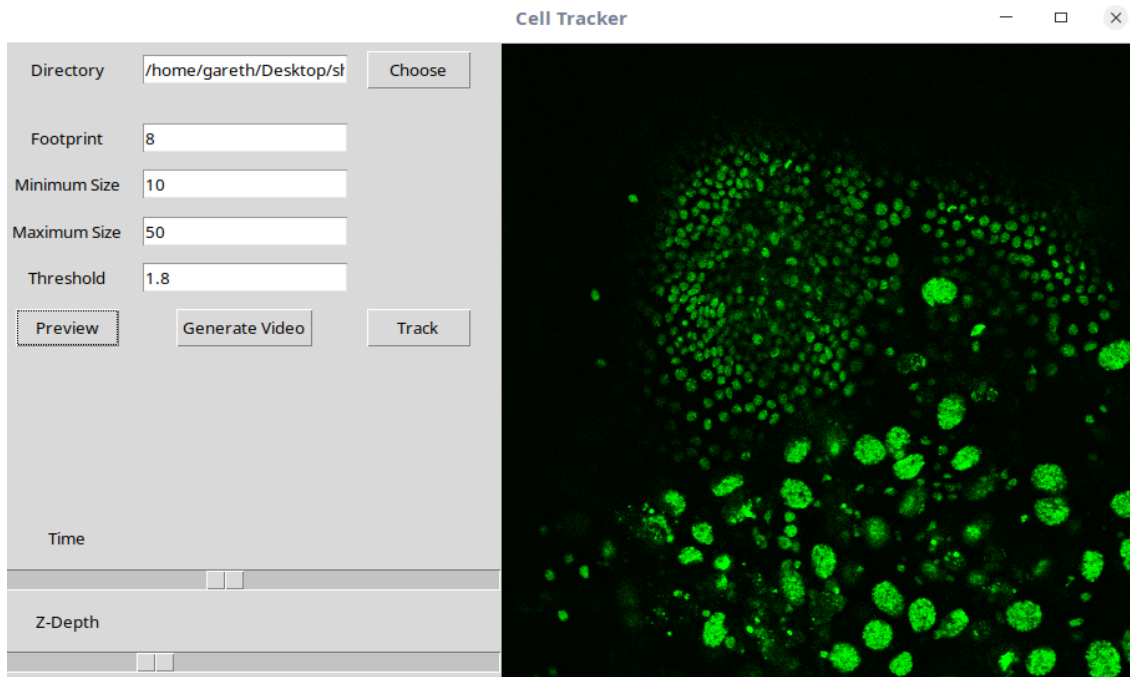 Cell Tracker
Directory /home/gareth/Desktop/sh Choose
Footprint 8
Minimum Size 10
Maximum Size 50
Threshold 1.8
Preview Generate Video Track
Time
Z-Depth